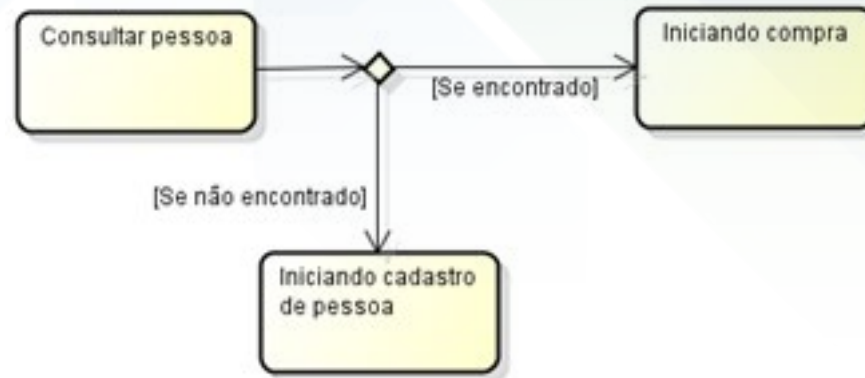 Consultar pessoa
Iniciando compra
[Se encontrado]
[Se não encontrado]
Iniciando cadastro
de pessoa